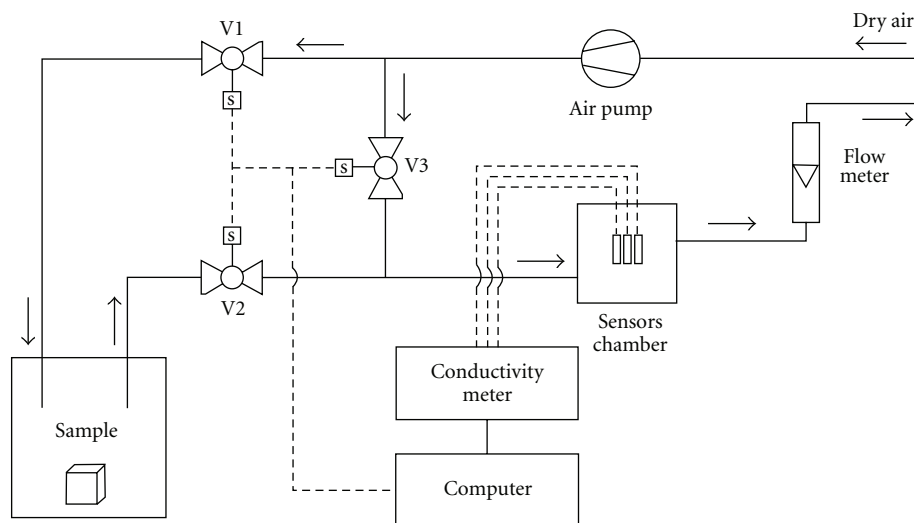 V1
Dry air
s
Air pump
s
V3
Flow
meter
s
V2
Sensors
chamber
Conductivity
meter
Sample
Computer